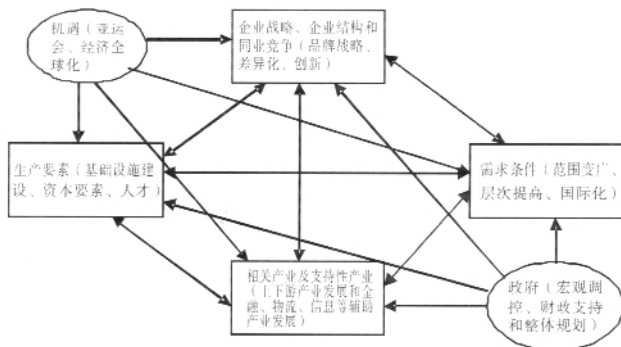 机遇（亚运
会、经济全
球化）
企业战略、企业结构和
同业竞争（品牌战略、
差异化、创新）
生产要素（基础设施建
设、资本要素、人才）
需求条件（范围变广、
层次提高、国际化）
相关产业及支持性产业
（上下游产业发展和金
融、物流、信息等辅助
产业发展）
政府（宏观调
控、财政支持
和整体规划）